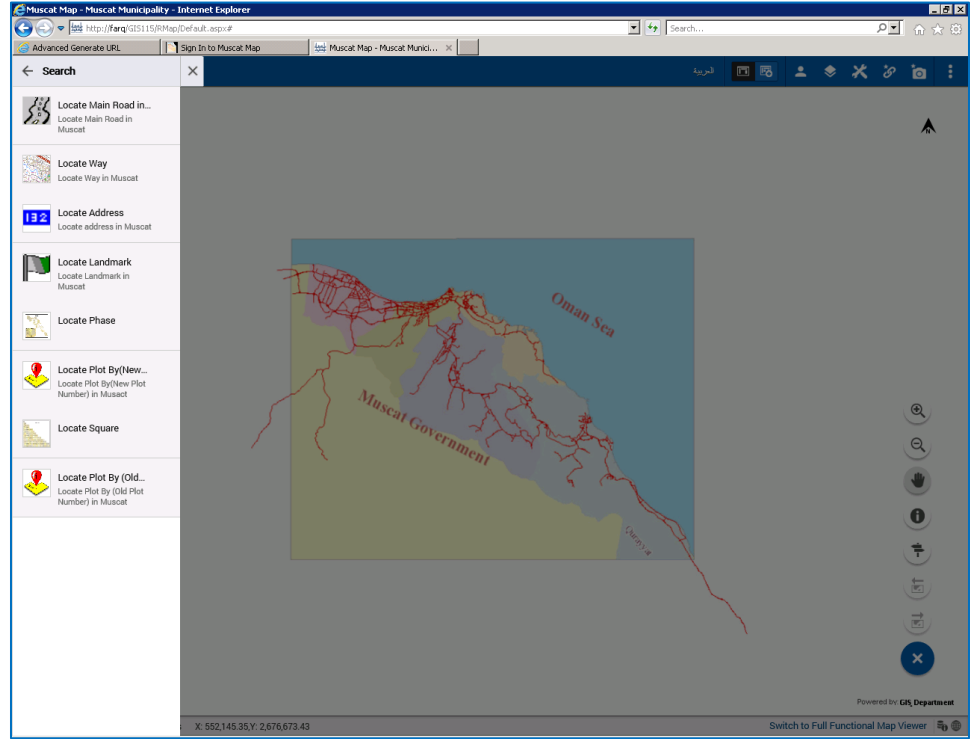 Muscat Map - Muscat Municipality - Internet Explorer
http://farq/GIS115/RMap/Default.aspx#
Search...
Advanced Generate URL
Sign In to Muscat Map
Muscat Map - Muscat Munici...
Search
العربية
Locate Main Road in...
Locate Main Road in
Muscat
Locate Way
Locate Way in Muscat
132
Locate Address
Locate address in Muscat
Locate Landmark
Locate Landmark in
Muscat
Locate Phase
Locate Plot By(New...
Locate Plot By(New Plot
Number) in Musact
Locate Square
Locate Plot By (Old...
Locate Plot By (Old Plot
Number) in Muscat
N
Oman Sea
Muscat Government
Qurayyat
Powered by GIS Department
X: 552,145.35,Y: 2,676,673.43
Switch to Full Functional Map Viewer